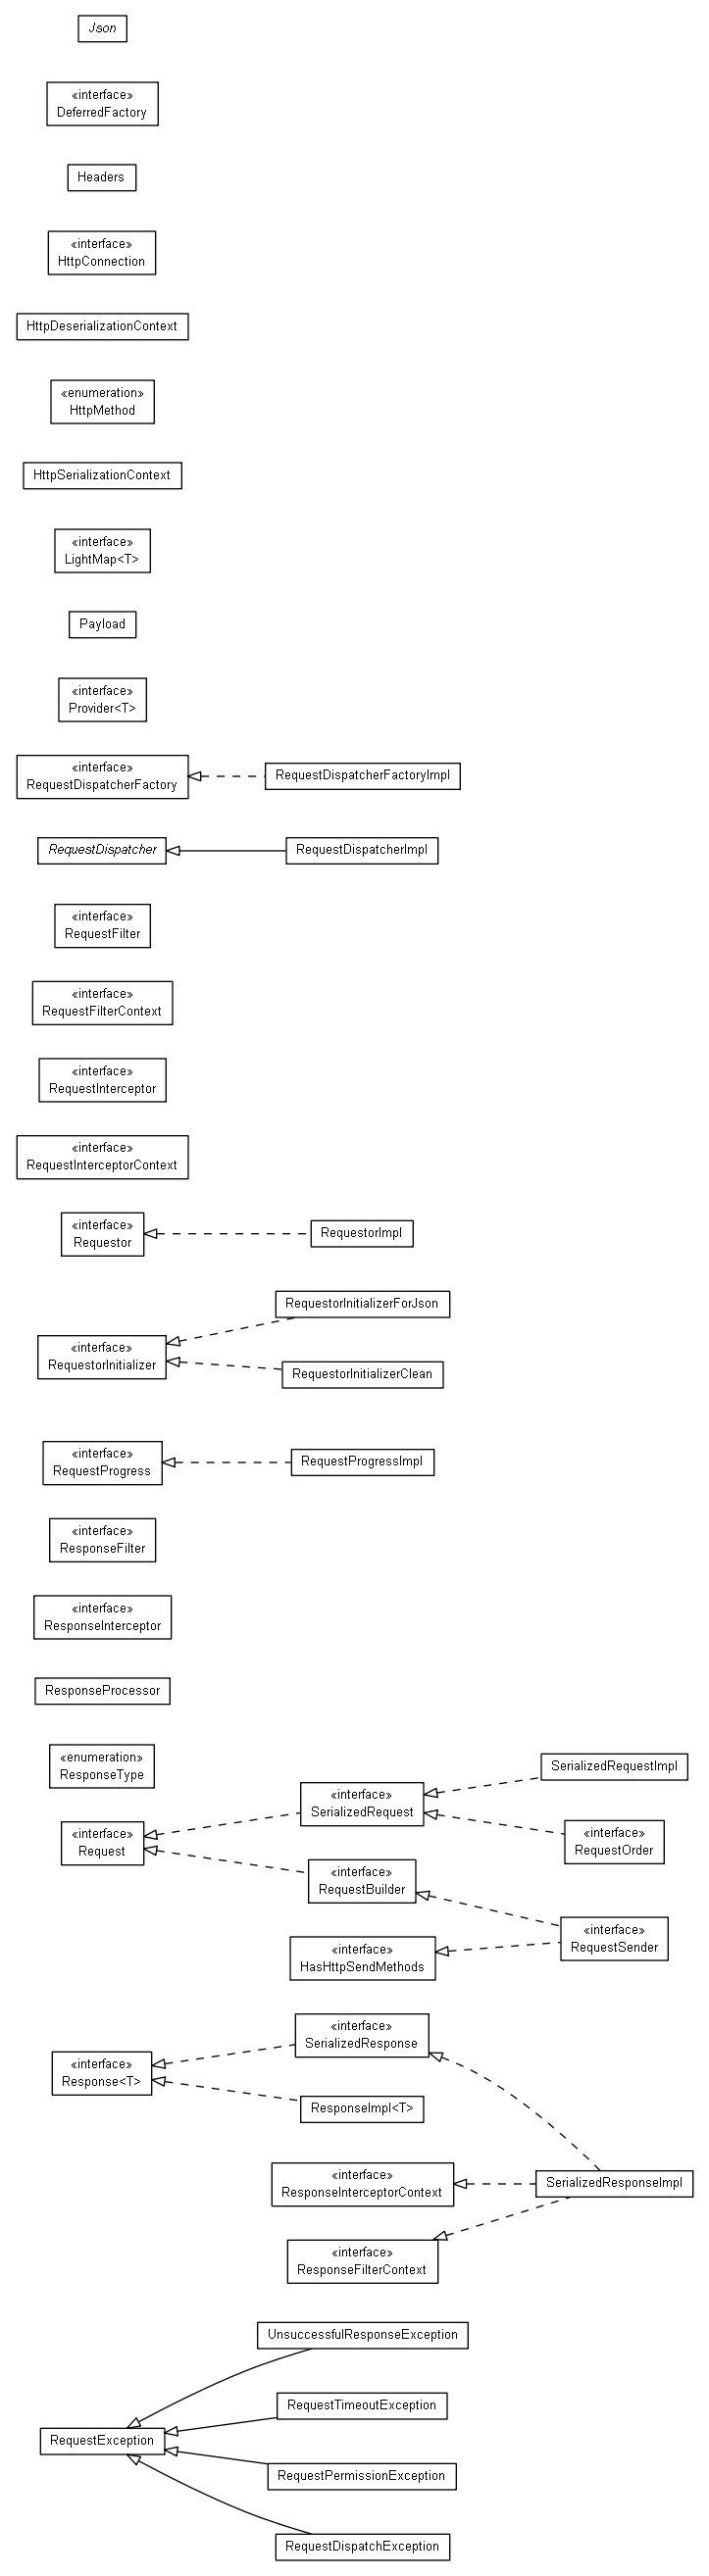 Json
«interface»
DeferredFactory
Headers
«interface»
HttpConnection
HttpDeserializationContext
«enumeration»
HttpMethod
HttpSerializationContext
«interface»
LightMap<T>
Payload
«interface»
Provider<T>
«interface»
RequestDispatcherFactory
RequestDispatcherFactoryImpl
RequestDispatcher
RequestDispatcherImpl
«interface»
RequestFilter
«interface»
RequestFilterContext
«interface»
RequestInterceptor
«interface»
RequestInterceptorContext
«interface»
Requestor
RequestorImpl
«interface»
RequestorInitializer
RequestorInitializerForJson
RequestorInitializerClean
«interface»
RequestProgress
RequestProgressImpl
«interface»
ResponseFilter
«interface»
ResponseInterceptor
ResponseProcessor
«enumeration»
ResponseType
«interface»
Request
«interface»
SerializedRequest
SerializedRequestImpl
«interface»
RequestOrder
«interface»
RequestBuilder
«interface»
RequestSender
«interface»
HasHttpSendMethods
«interface»
Response<T>
«interface»
SerializedResponse
ResponseImpl<T>
«interface»
ResponseInterceptorContext
SerializedResponseImpl
«interface»
ResponseFilterContext
RequestException
UnsuccessfulResponseException
RequestTimeoutException
RequestPermissionException
RequestDispatchException